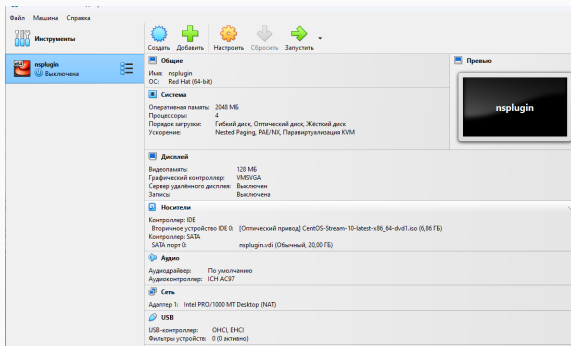 Файл Машина Справка
Инструменты
Создать Добавить Настроить Сбросить Запустить
nsplugin
Выключена
Общие
Имя: nsplugin
ОС: Red Hat (64-bit)
Система
Оперативная память: 2048 МБ
Процессоры: 4
Порядок загрузки: Гибкий диск, Оптический диск, Жёсткий диск
Ускорение: Nested Paging, PAE/NX, Паравиртуализация KVM
Превью
nsplugin
Дисплей
Видеопамять: 128 МБ
Графический контроллер: VMSVGA
Сервер удалённого дисплея: Выключен
Запись: Выключена
Носители
Контроллер: IDE
Вторичное устройство IDE 0: [Оптический привод] CentOS-Stream-10-latest-x86_64-dvd1.iso (6,86 ГБ)
Контроллер: SATA
SATA порт 0: nsplugin.vdi (Обычный, 20,00 ГБ)
Аудио
Аудиодрайвер: По умолчанию
Аудиоконтроллер: ICH AC97
Сеть
Адаптер 1: Intel PRO/1000 MT Desktop (NAT)
USB
USB-контроллер: OHCI, EHCI
Фильтры устройств: 0 (0 активно)